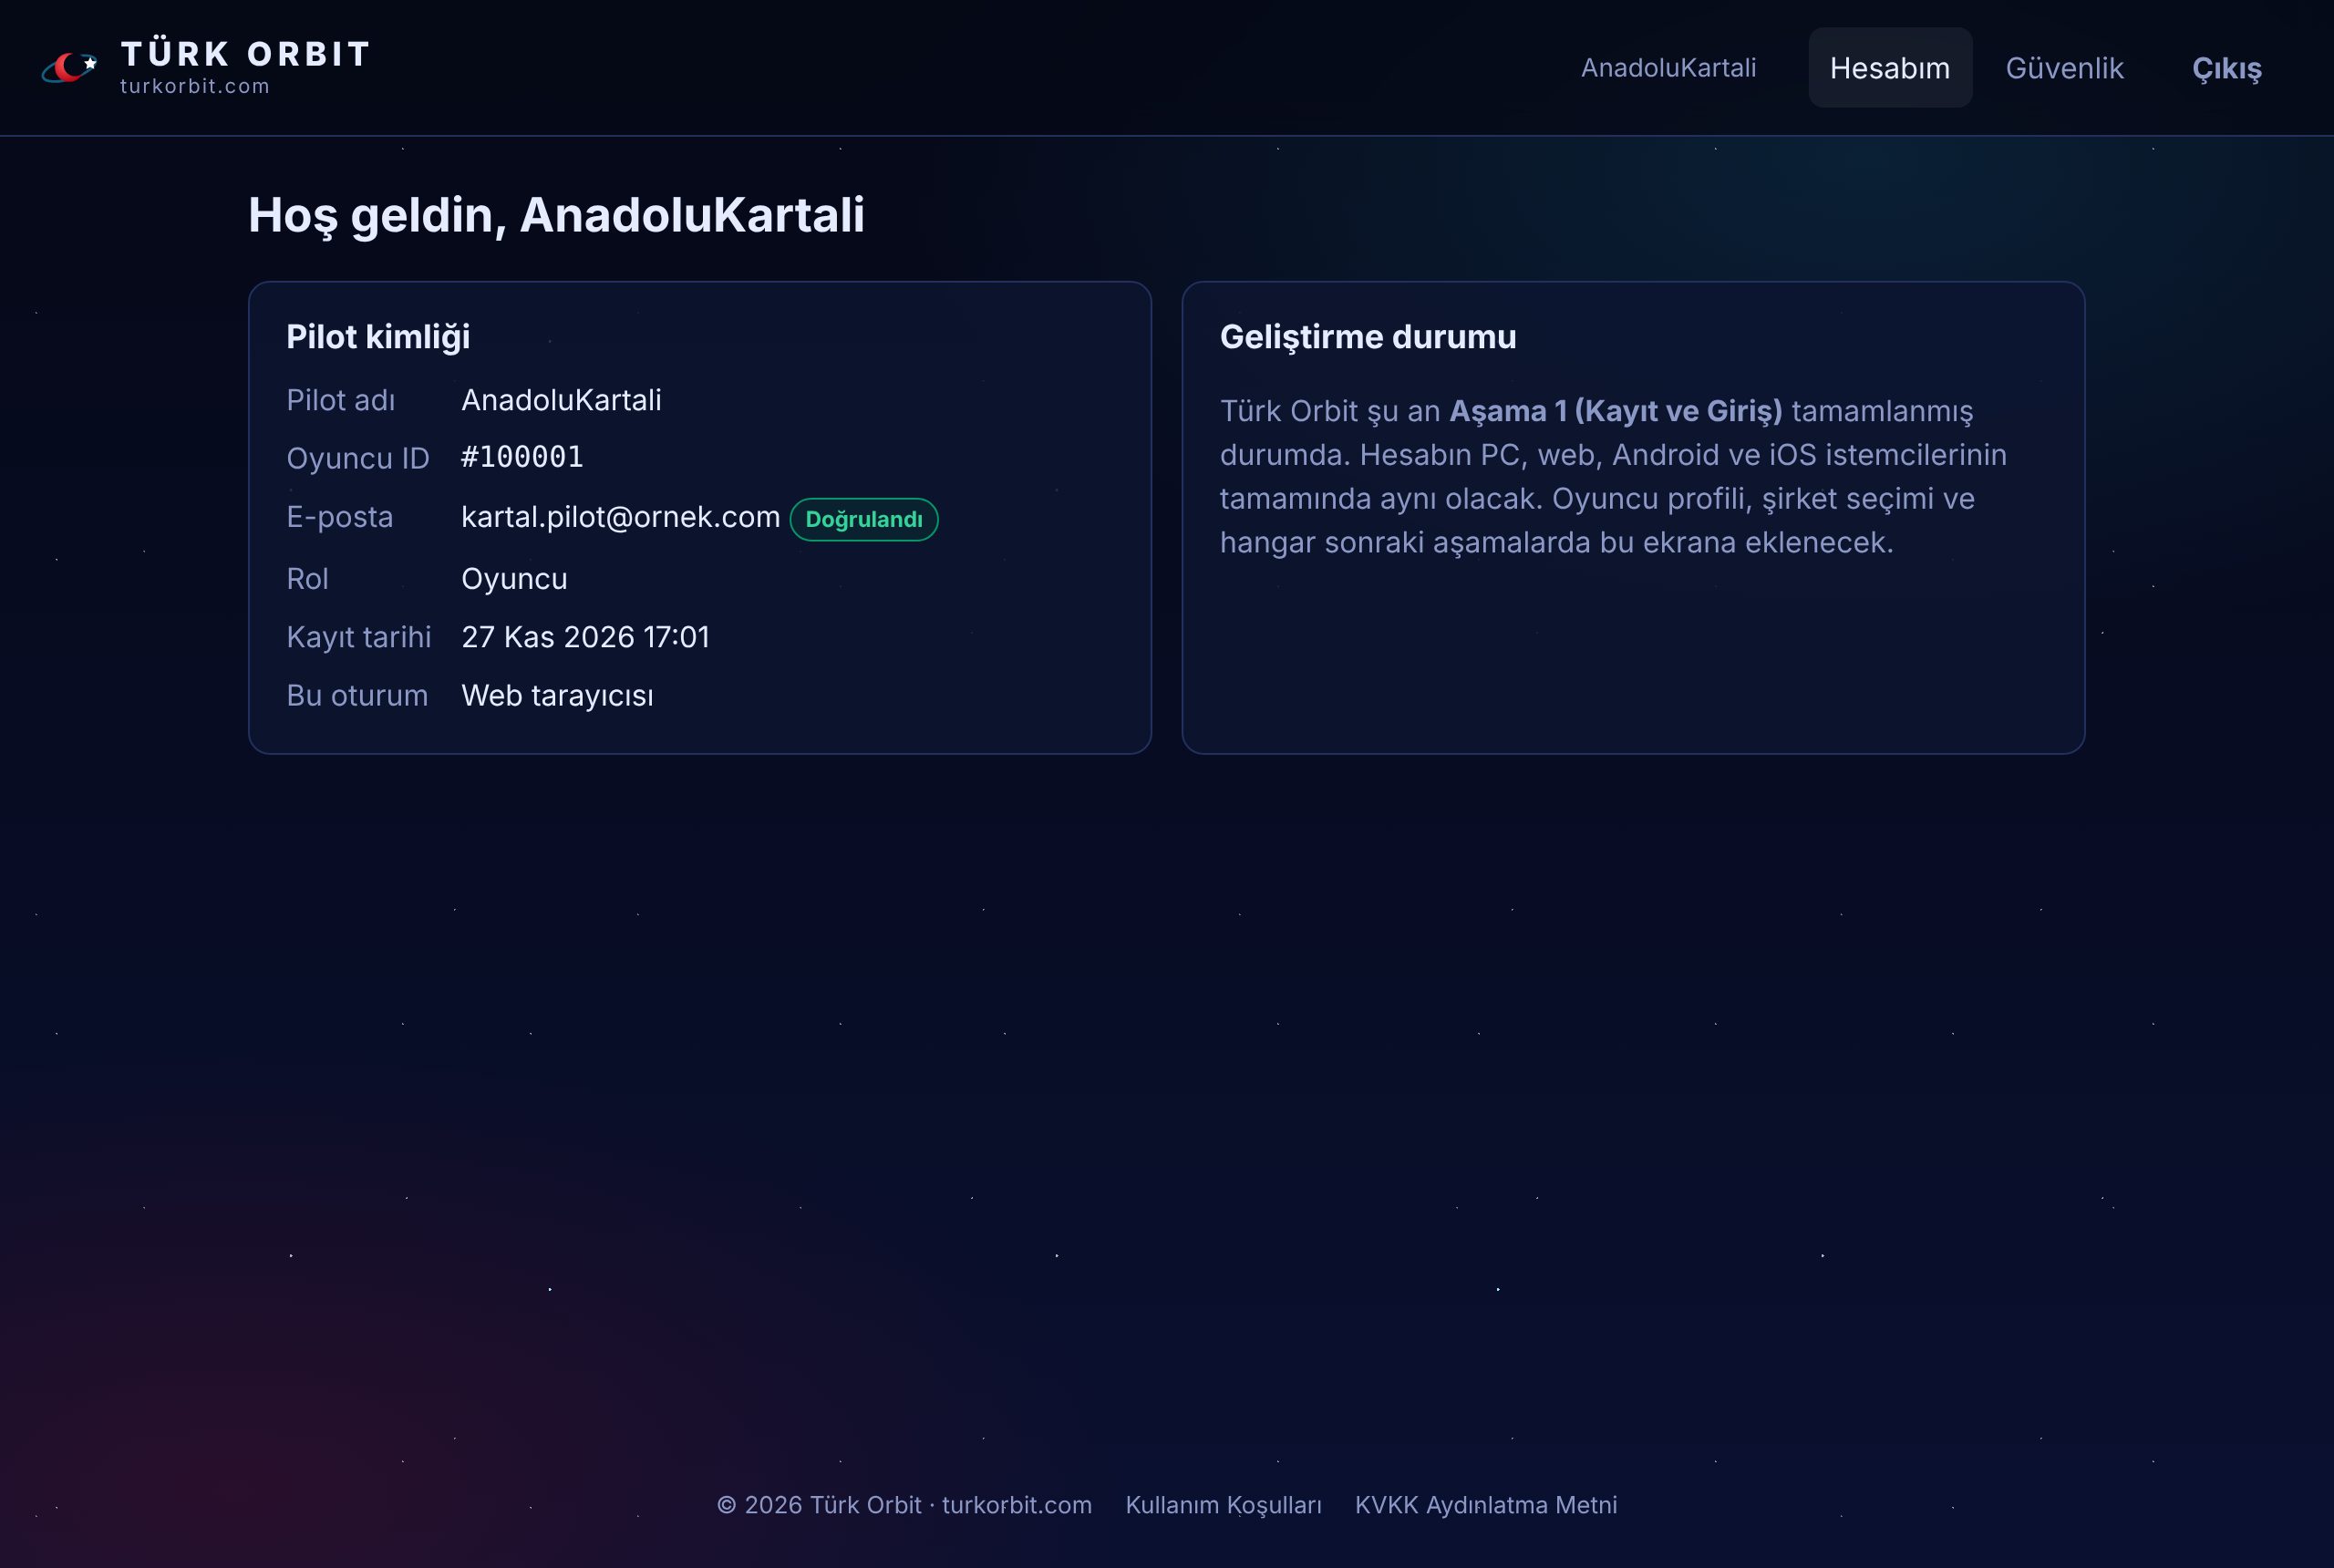 TÜRK ORBIT
turkorbit.com
AnadoluKartali
Hesabım
Güvenlik
Çıkış
Hoş geldin, AnadoluKartali
Pilot kimliği
Pilot adı AnadoluKartali
Oyuncu ID #100001
E-posta kartal.pilot@ornek.com Doğrulandı
Rol Oyuncu
Kayıt tarihi 27 Kas 2026 17:01
Bu oturum Web tarayıcısı
Geliştirme durumu
Türk Orbit şu an Aşama 1 (Kayıt ve Giriş) tamamlanmış
durumda. Hesabın PC, web, Android ve iOS istemcilerinin
tamamında aynı olacak. Oyuncu profili, şirket seçimi ve
hangar sonraki aşamalarda bu ekrana eklenecek.
© 2026 Türk Orbit · turkorbit.com Kullanım Koşulları KVKK Aydınlatma Metni